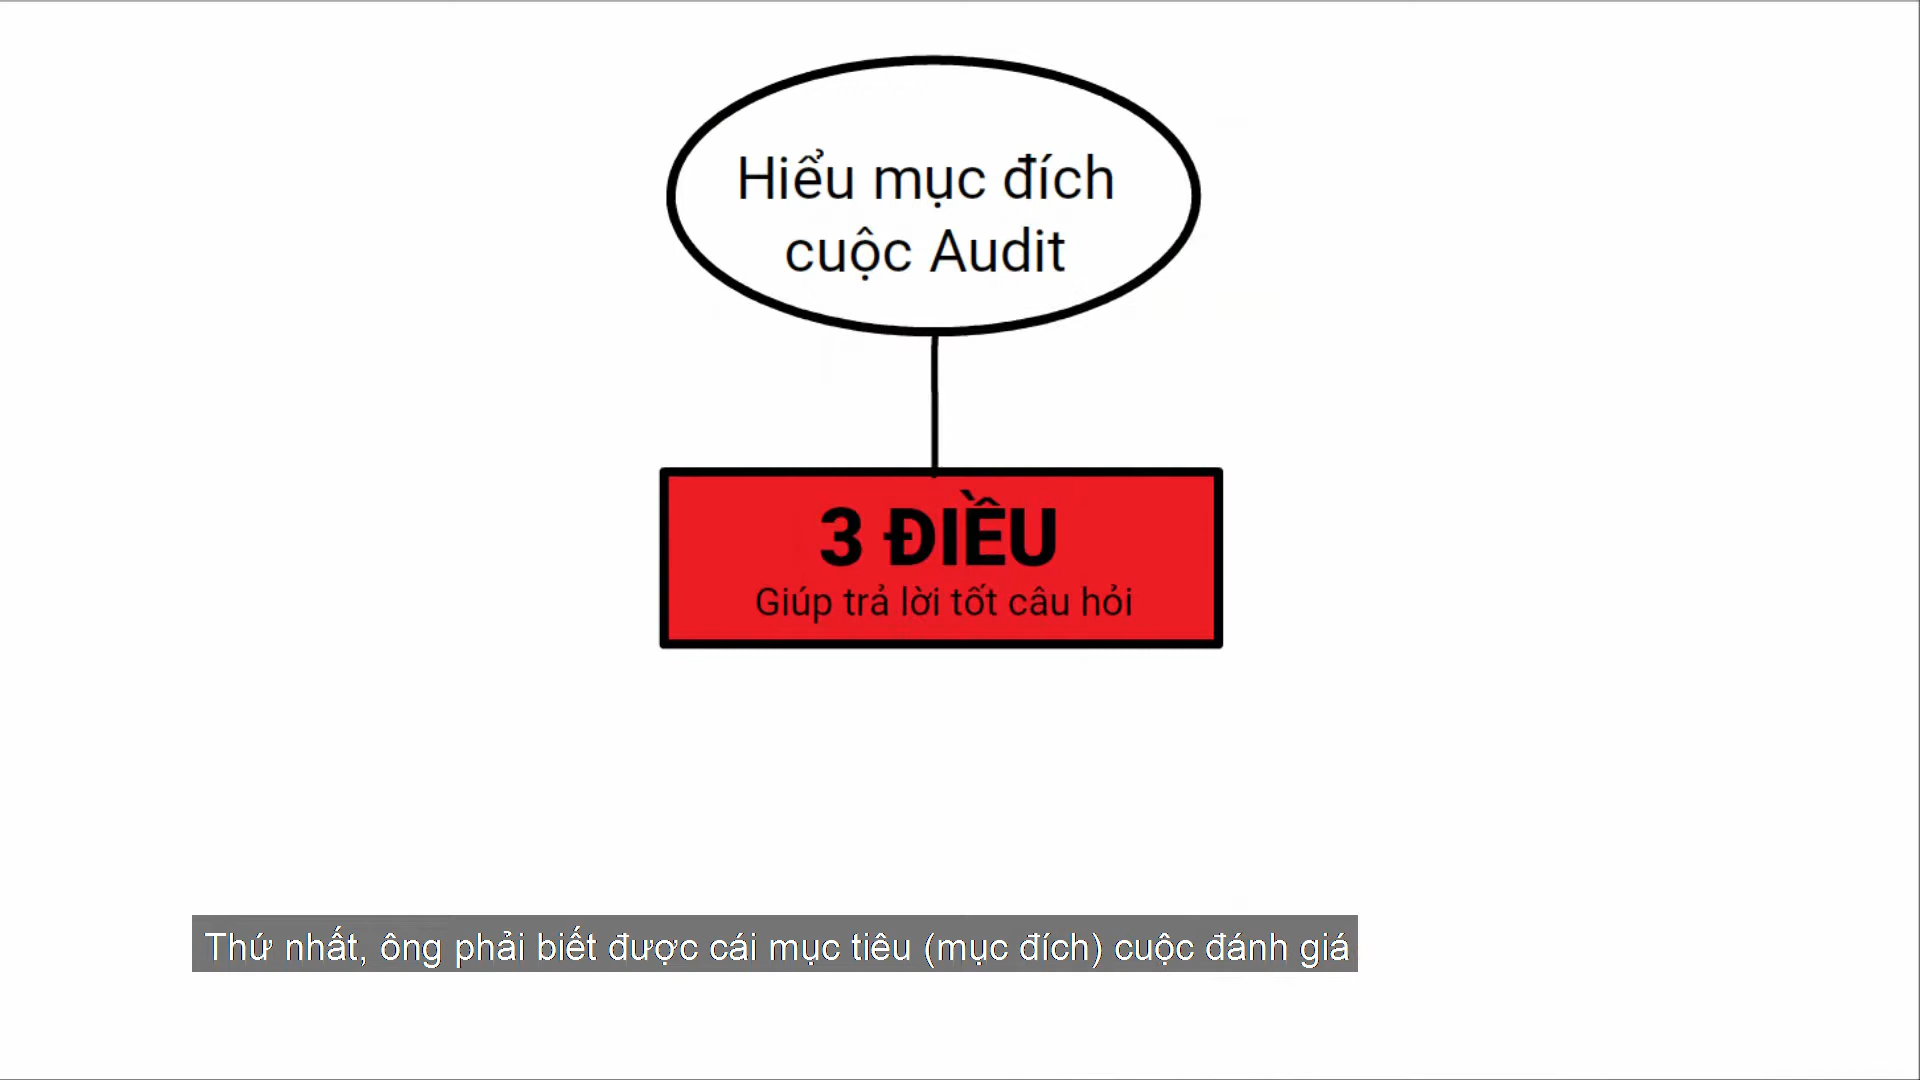 Hiểu mục đích
cuộc Audit
3 ĐIỀU
Giúp trả lời tốt câu hỏi
Thứ nhất, ông phải biết được cái mục tiêu (mục đích) cuộc đánh giá